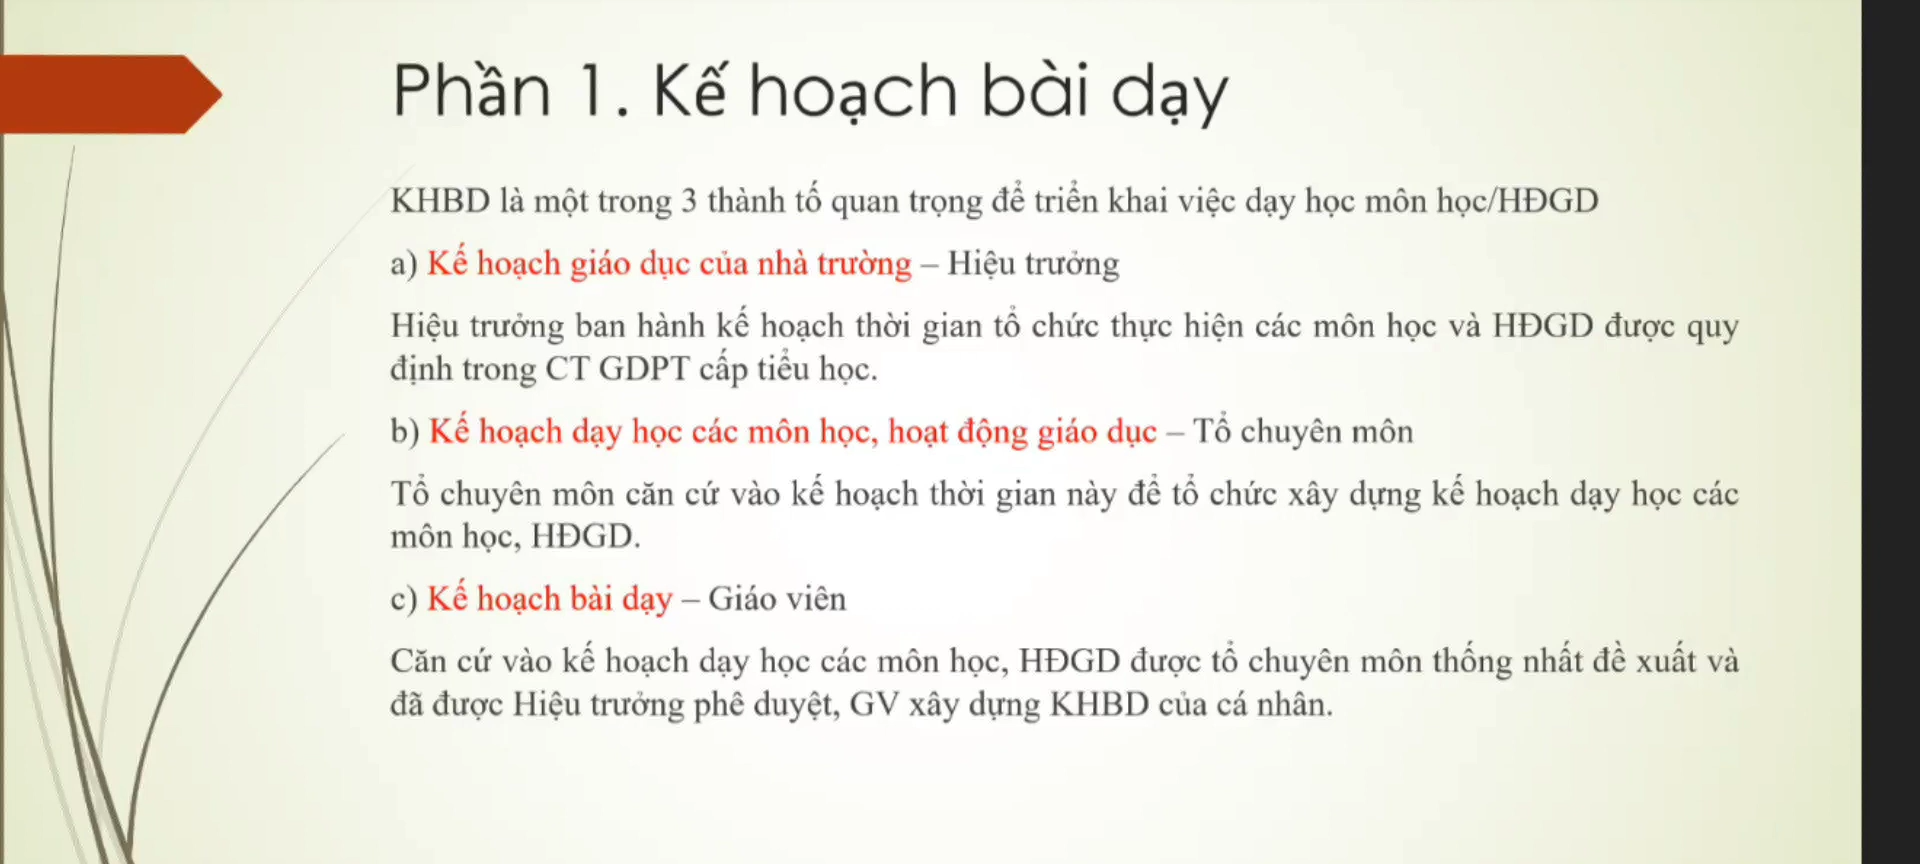 Phần 1. Kế hoạch bài dạy
KHBD là một trong 3 thành tố quan trọng để triển khai việc dạy học môn học/HĐGD
a) Kế hoạch giáo dục của nhà trường – Hiệu trưởng
Hiệu trưởng ban hành kế hoạch thời gian tổ chức thực hiện các môn học và HĐGD được quy
định trong CT GDPT cấp tiểu học.
b) Kế hoạch dạy học các môn học, hoạt động giáo dục – Tổ chuyên môn
Tổ chuyên môn căn cứ vào kế hoạch thời gian này để tổ chức xây dựng kế hoạch dạy học các
môn học, HĐGD.
c) Kế hoạch bài dạy – Giáo viên
Căn cứ vào kế hoạch dạy học các môn học, HĐGD được tổ chuyên môn thống nhất đề xuất và
đã được Hiệu trưởng phê duyệt, GV xây dựng KHBD của cá nhân.